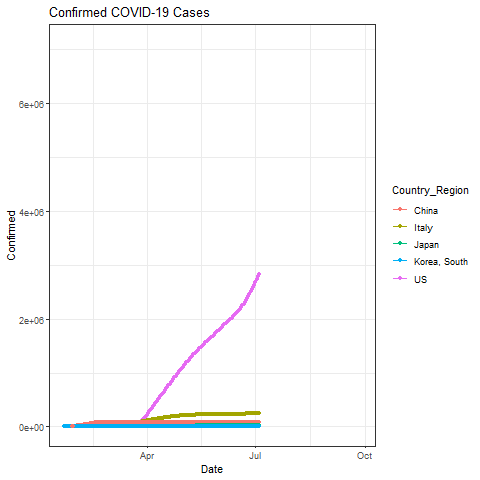 Confirmed COVID-19 Cases
6e+06
4e+06
2e+06
0e+00
Confirmed
Apr
Jul
Oct
Date
Country_Region
China
Italy
Japan
Korea, South
US